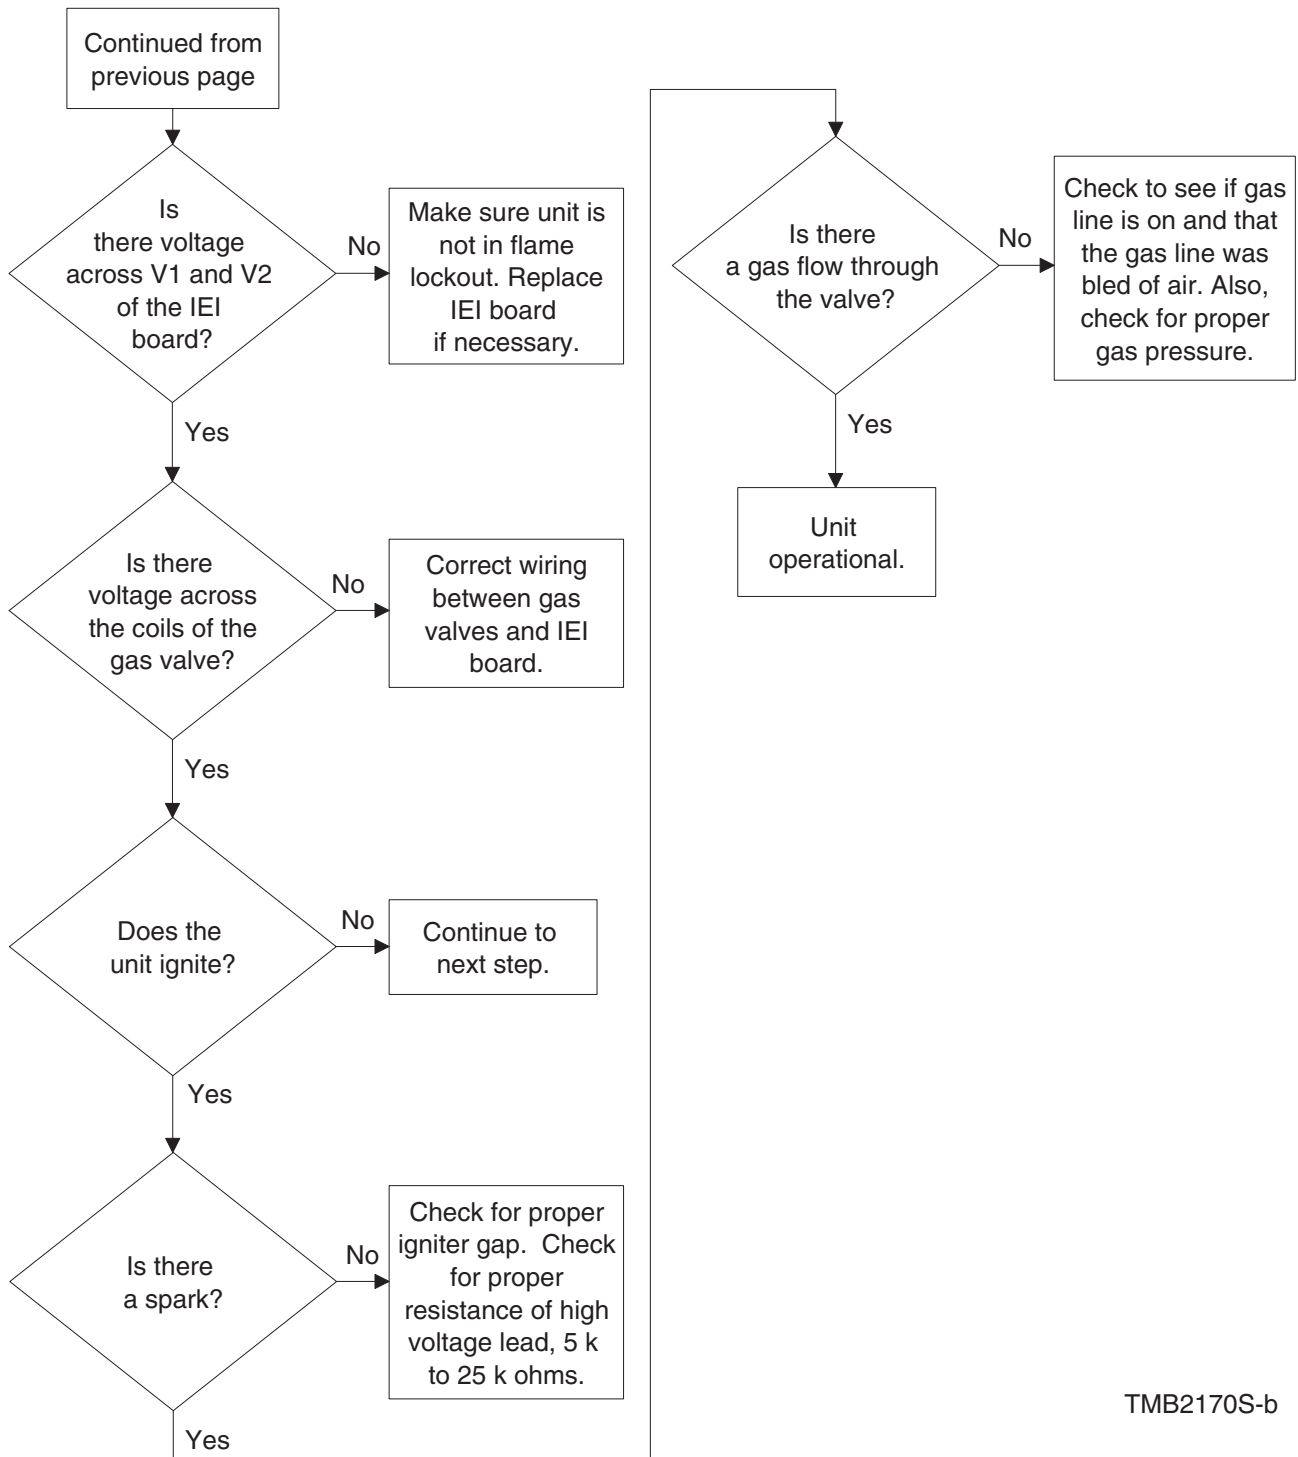 Continued from
previous page
Is
there voltage
across V1 and V2
of the IEI
board?
No
Make sure unit is
not in flame
lockout. Replace
IEI board
if necessary.
Yes
Is there
voltage across
the coils of the
gas valve?
No
Correct wiring
between gas
valves and IEI
board.
Yes
Does the
unit ignite?
No
Continue to
next step.
Yes
Is there
a spark?
No
Check for proper
igniter gap.  Check
for proper
resistance of high
voltage lead, 5 k
to 25 k ohms.
Yes
Is there
a gas flow through
the valve?
No
Check to see if gas
line is on and that
the gas line was
bled of air. Also,
check for proper
gas pressure.
Yes
Unit
operational.
TMB2170S-b